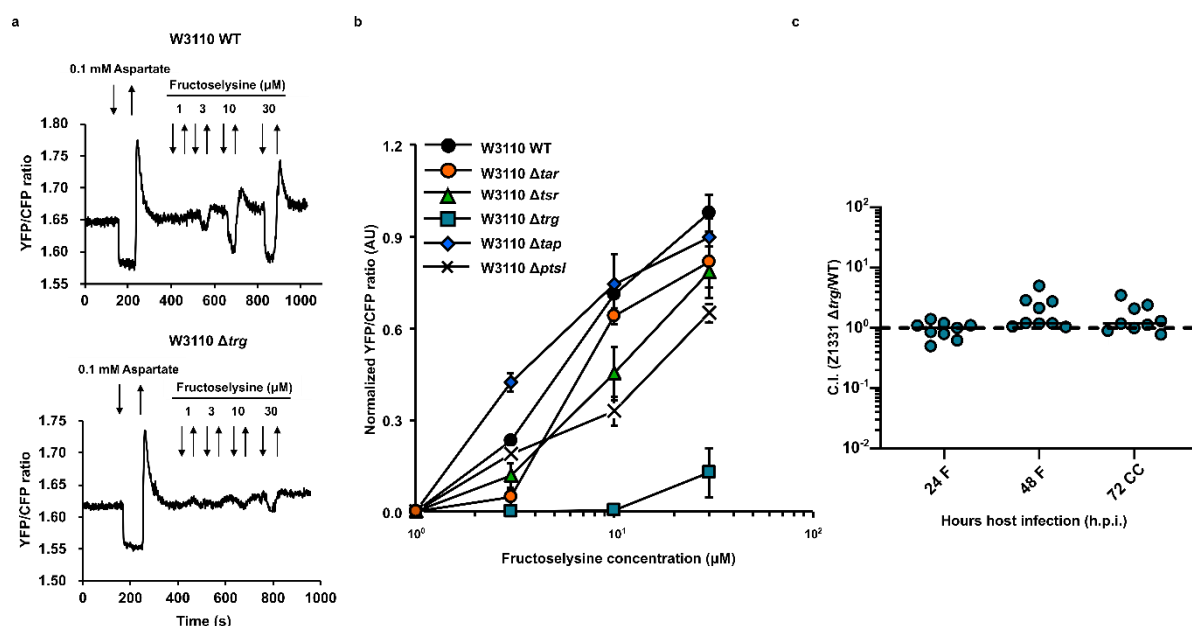 a
W3110 WT
0.1 mM Aspartate
Fructoselysine (µM)
1 3 10 30
1.80
1.75
1.70
1.65
1.60
1.55
YFP/CFP ratio
0 200 400 600 800 1000
W3110 Δtrg
0.1 mM Aspartate
Fructoselysine (µM)
1 3 10 30
1.75
1.70
1.65
1.60
1.55
1.50
YFP/CFP ratio
0 200 400 600 800 1000
Time (s)
b
W3110 WT
W3110 Δtar
W3110 Δtsr
W3110 Δtrg
W3110 Δtap
W3110 ΔptsI
1.2
0.9
0.6
0.3
0.0
Normalized YFP/CFP ratio (AU)
10⁰ 10¹ 10²
Fructoselysine concentration (µM)
c
10²
10¹
10⁰
10⁻¹
10⁻²
C.I. (Z1331 Δtrg/WT)
24 F 48 F 72 CC
Hours host infection (h.p.i.)